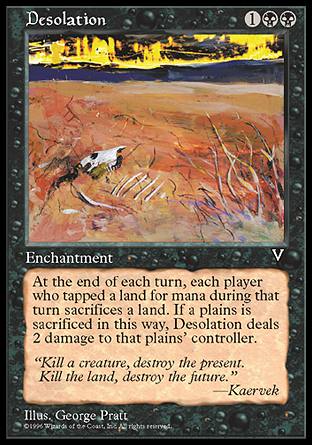 Desolation 1
Enchantment V
At the end of each turn, each player
who tapped a land for mana during that
turn sacrifices a land. If a plains is
sacrificed in this way, Desolation deals
2 damage to that plains' controller.
"Kill a creature, destroy the present.
Kill the land, destroy the future."
—Kaervek
Illus. George Pratt
©1996 Wizards of the Coast, Inc. All rights reserved.